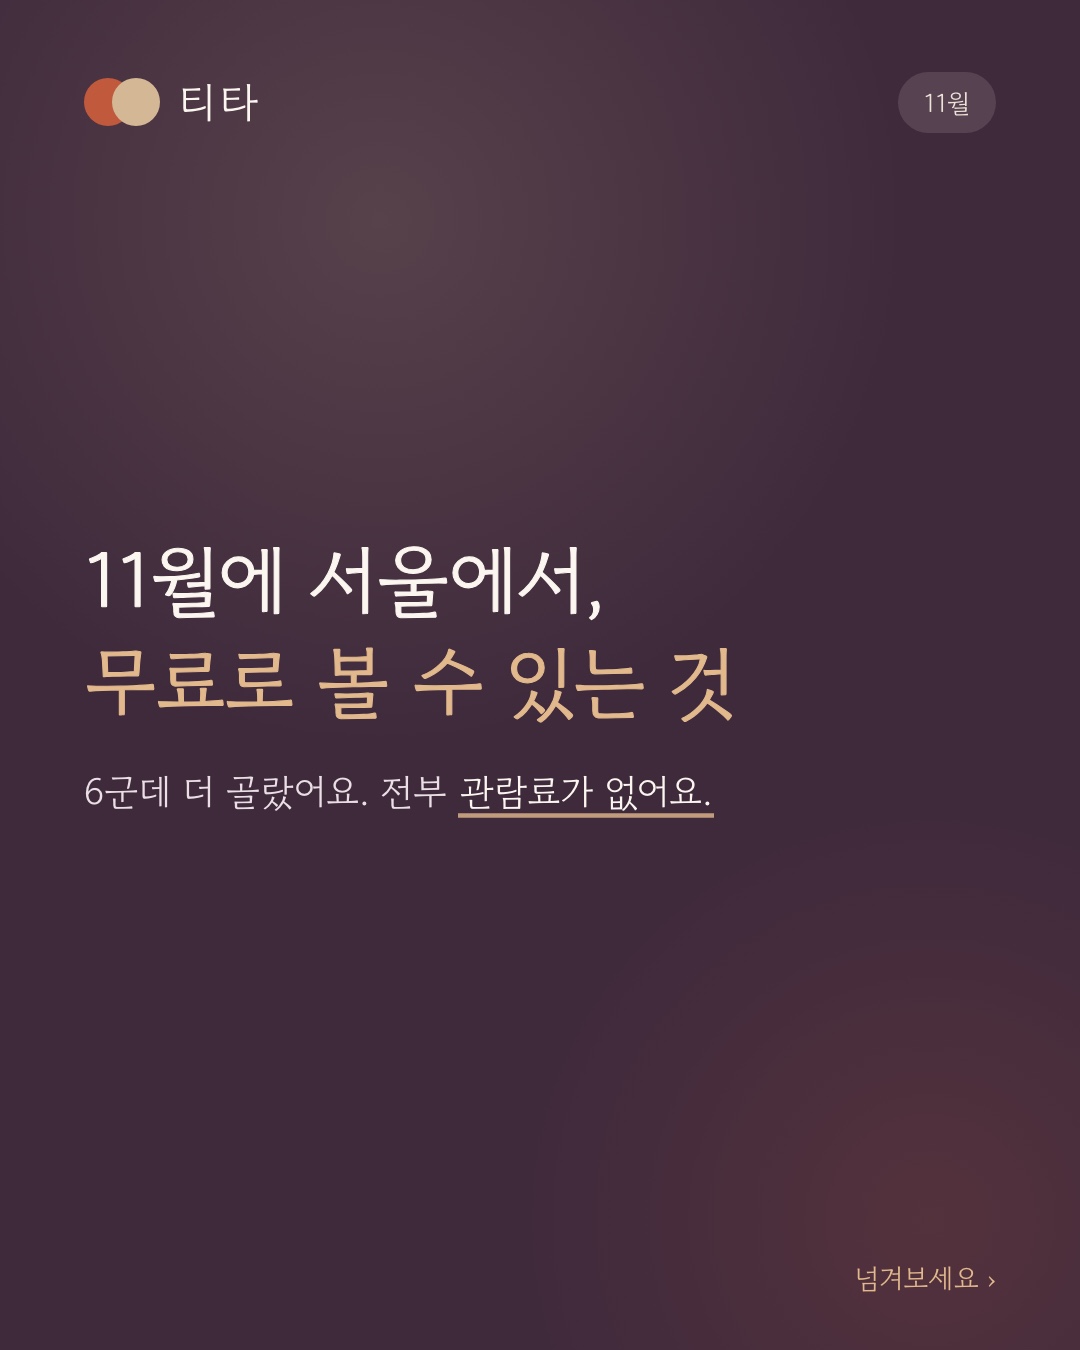 티타
11월
11월에 서울에서,
무료로 볼 수 있는 것
6군데 더 골랐어요. 전부 관람료가 없어요.
넘겨보세요 ›